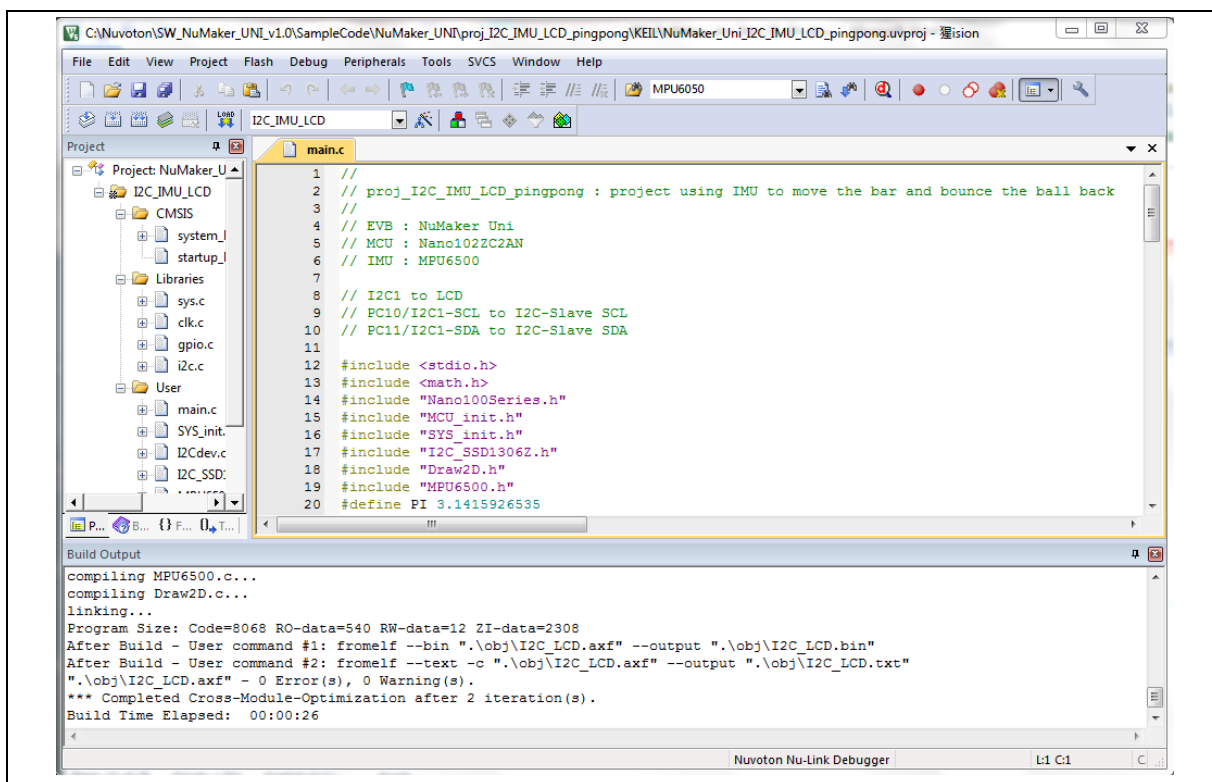 C:\Nuvoton\SW_NuMaker_UNI_v1.0\SampleCode\NuMaker_UNI\proj_I2C_IMU_LCD_pingpong\KEIL\NuMaker_Uni_I2C_IMU_LCD_pingpong.uvproj - 猩ision
File Edit View Project Flash Debug Peripherals Tools SVCS Window Help
MPU6050
LOAD I2C_IMU_LCD
Project
main.c
Project: NuMaker_U
I2C_IMU_LCD
CMSIS
system_
startup_
Libraries
sys.c
clk.c
gpio.c
i2c.c
User
main.c
SYS_init.
I2Cdev.c
I2C_SSD
P... B... {} F... T...
1 //
2 // proj_I2C_IMU_LCD_pingpong : project using IMU to move the bar and bounce the ball back
3 //
4 // EVB : NuMaker Uni
5 // MCU : Nano102ZC2AN
6 // IMU : MPU6500
7
8 // I2C1 to LCD
9 // PC10/I2C1-SCL to I2C-Slave SCL
10 // PC11/I2C1-SDA to I2C-Slave SDA
11
12 #include <stdio.h>
13 #include <math.h>
14 #include "Nano100Series.h"
15 #include "MCU_init.h"
16 #include "SYS_init.h"
17 #include "I2C_SSD1306Z.h"
18 #include "Draw2D.h"
19 #include "MPU6500.h"
20 #define PI 3.1415926535
Build Output
compiling MPU6500.c...
compiling Draw2D.c...
linking...
Program Size: Code=8068 RO-data=540 RW-data=12 ZI-data=2308
After Build - User command #1: fromelf --bin ".\obj\I2C_LCD.axf" --output ".\obj\I2C_LCD.bin"
After Build - User command #2: fromelf --text -c ".\obj\I2C_LCD.axf" --output ".\obj\I2C_LCD.txt"
".\obj\I2C_LCD.axf" - 0 Error(s), 0 Warning(s).
*** Completed Cross-Module-Optimization after 2 iteration(s).
Build Time Elapsed: 00:00:26
Nuvoton Nu-Link Debugger L:1 C:1 C